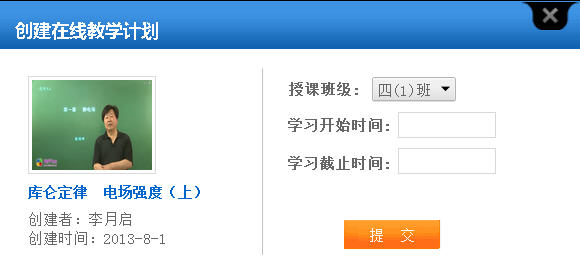 创建在线教学计划
库仑定律 电场强度（上）
创建者：李月启
创建时间：2013-8-1
授课班级：
四(1)班
学习开始时间：
学习截止时间：
提 交